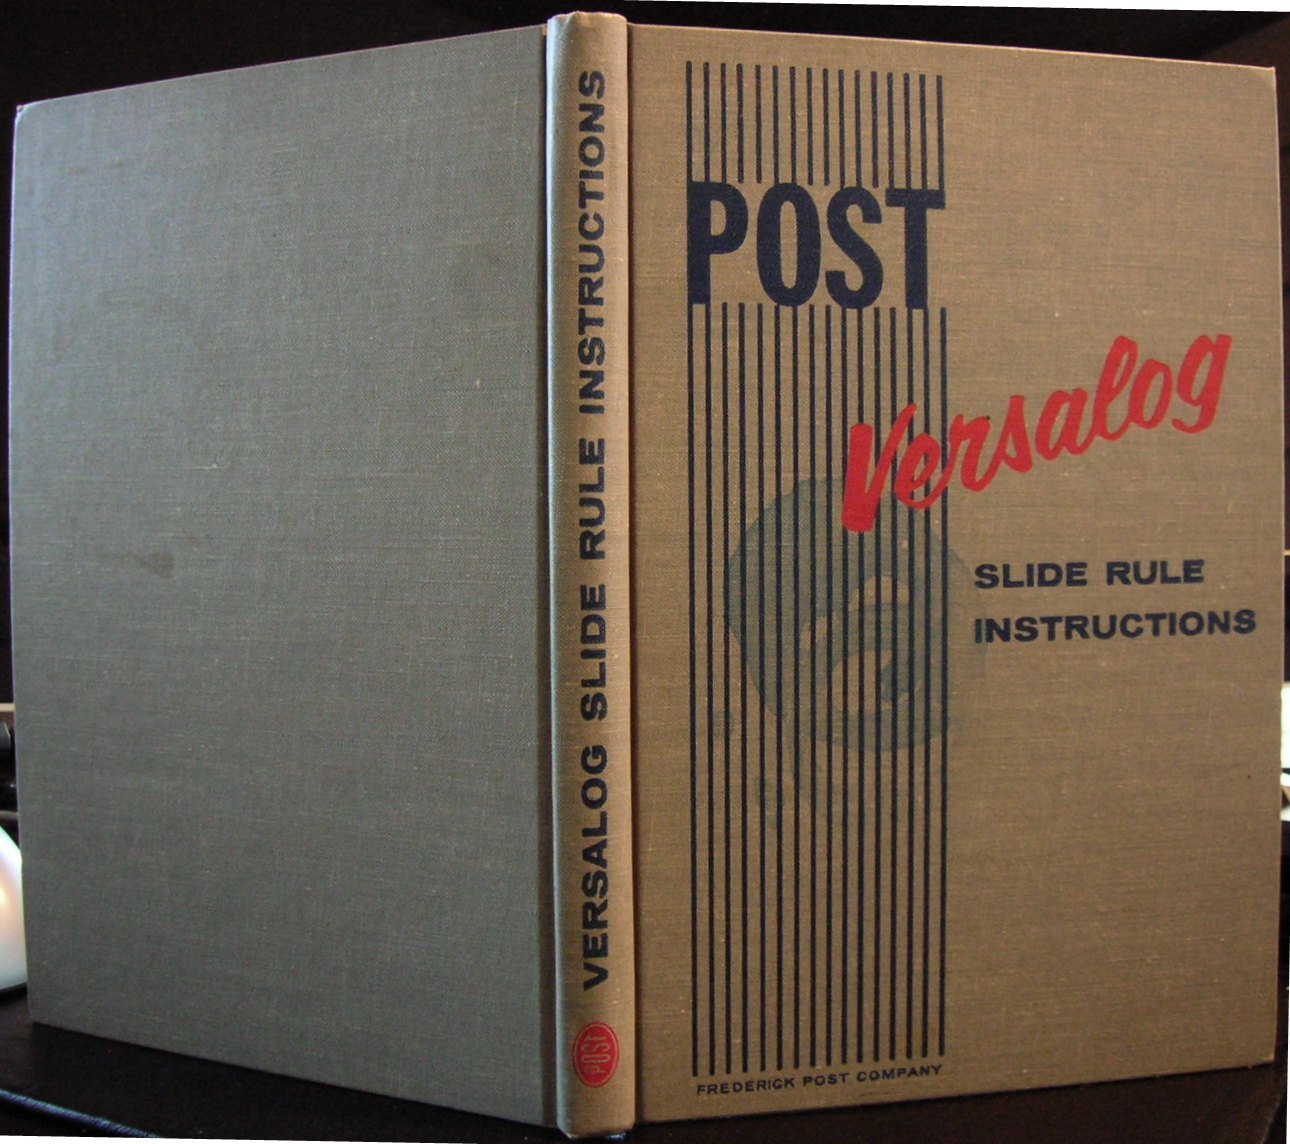 VERSALOG SLIDE RULE INSTRUCTIONS
POST
POST
Versalog
SLIDE RULE
INSTRUCTIONS
FREDERICK POST COMPANY